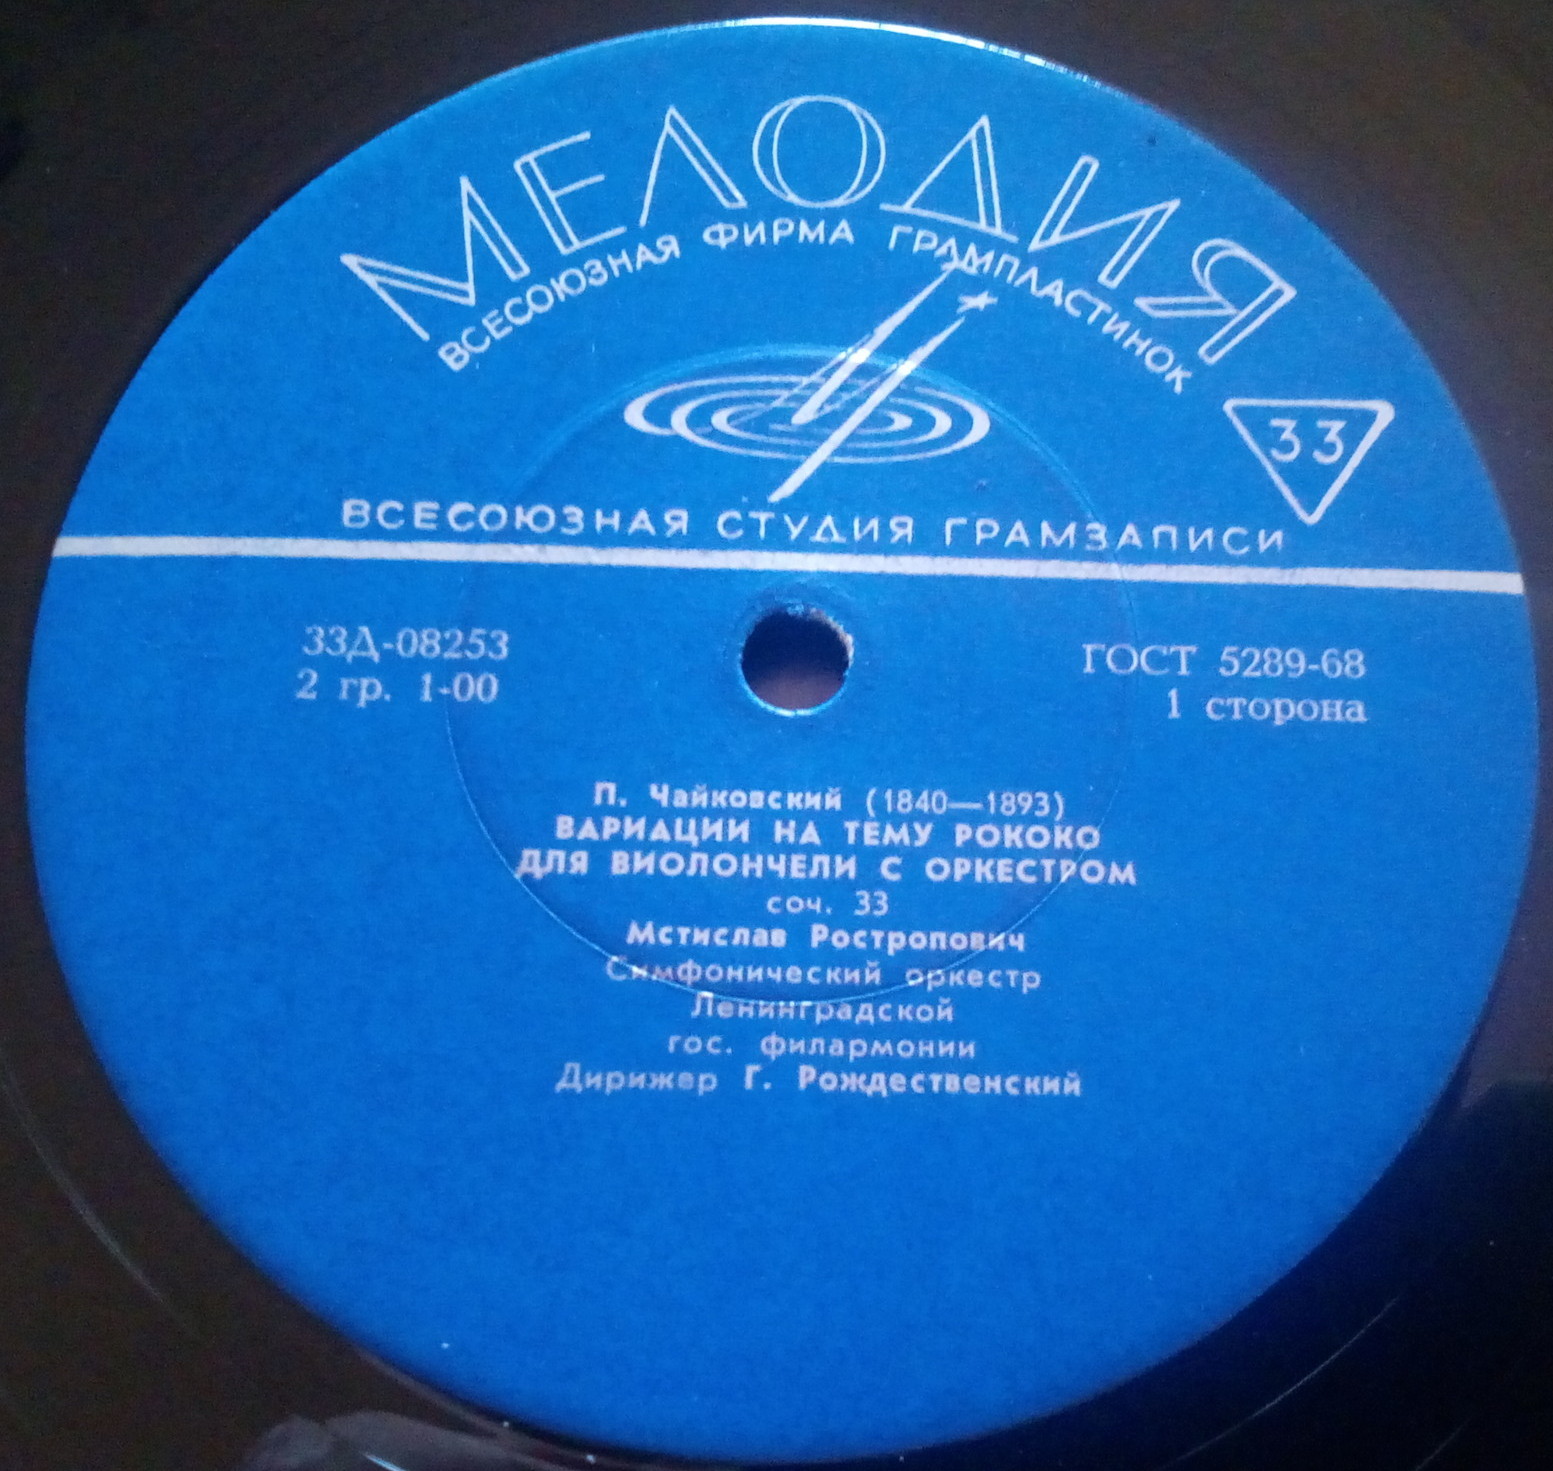 МЕЛОДИЯ
ВСЕСОЮЗНАЯ ФИРМА ГРАМПЛАСТИНОК
33
ВСЕСОЮЗНАЯ СТУДИЯ ГРАМЗАПИСИ
33Д-08253
2 гр. 1-00
ГОСТ 5289-68
1 сторона
П. Чайковский (1840—1893)
ВАРИАЦИИ НА ТЕМУ РОКОКО
ДЛЯ ВИОЛОНЧЕЛИ С ОРКЕСТРОМ
соч. 33
Мстислав Ростропович
Симфонический оркестр
Ленинградской
гос. филармонии
Дирижер Г. Рождественский